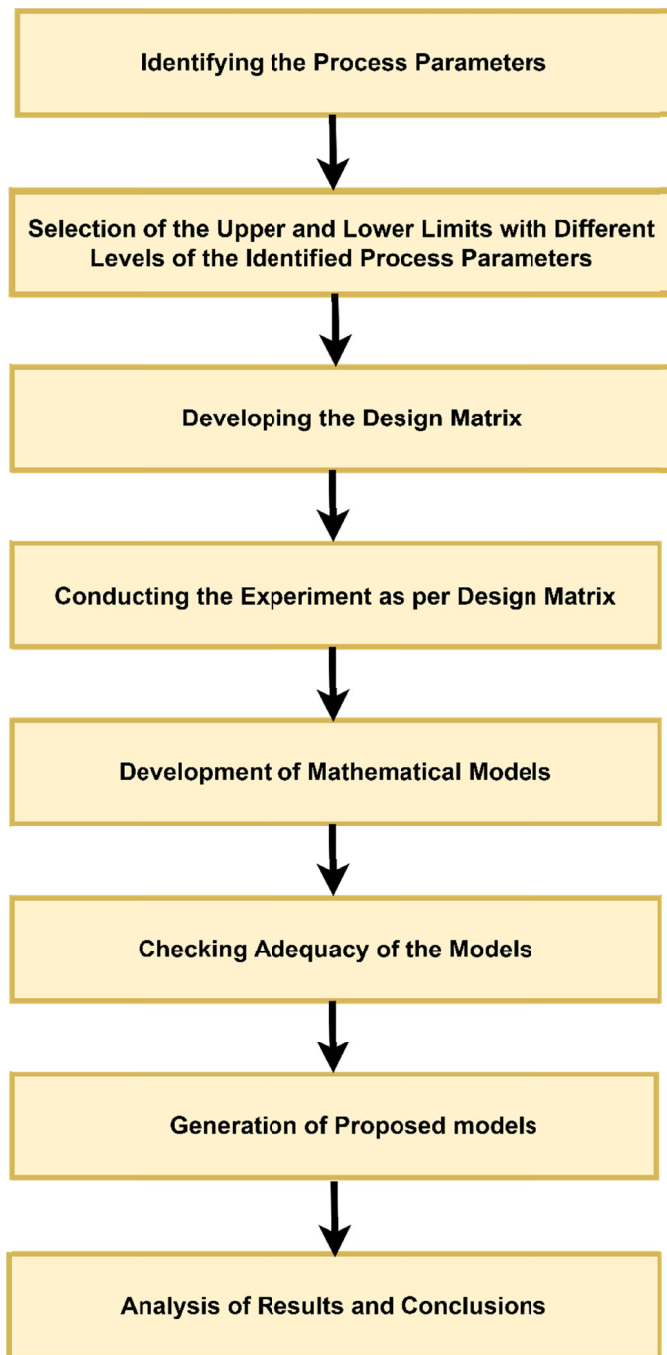 Identifying the Process Parameters
Selection of the Upper and Lower Limits with Different
Levels of the Identified Process Parameters
Developing the Design Matrix
Conducting the Experiment as per Design Matrix
Development of Mathematical Models
Checking Adequacy of the Models
Generation of Proposed models
Analysis of Results and Conclusions